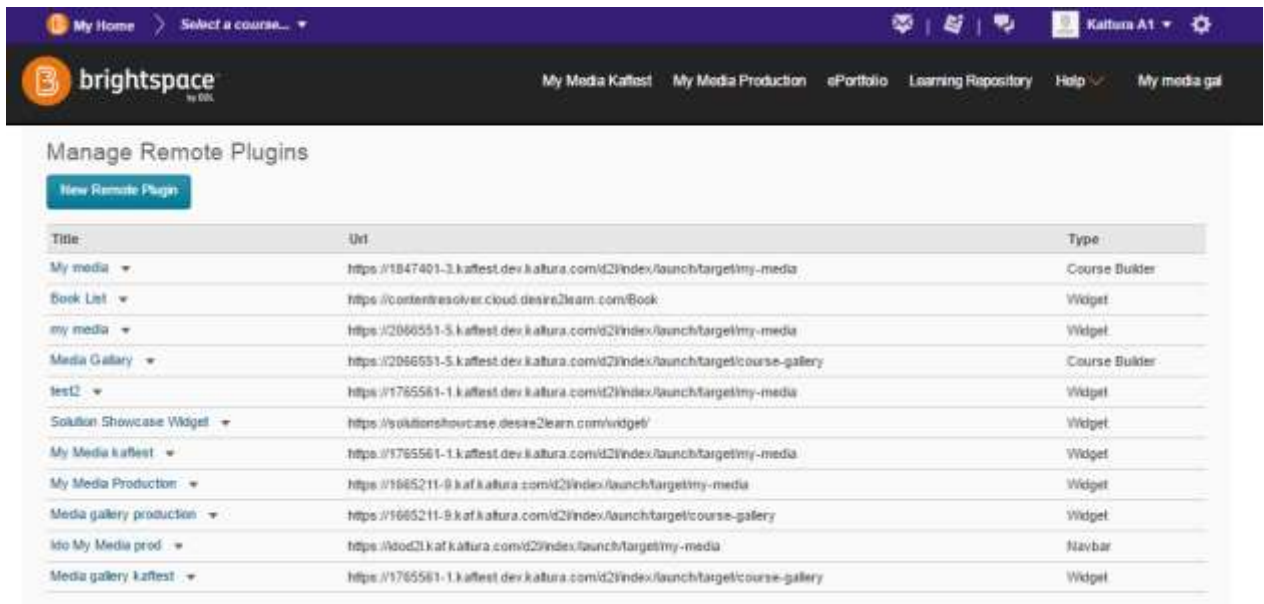 My Home Select a course... Kaltura A1
brightspace by D2L My Media Kaftest My Media Production ePortfolio Learning Repository Help My media gal
Manage Remote Plugins
New Remote Plugin
Title Url Type
My media https://1847401-3.kaftest.dev.kaltura.com/d2l/index/launch/target/my-media Course Builder
Book List https://contentresolver.cloud.desire2learn.com/Book Widget
my media https://2066551-5.kaftest.dev.kaltura.com/d2l/index/launch/target/my-media Widget
Media Gallary https://2066551-5.kaftest.dev.kaltura.com/d2l/index/launch/target/course-gallery Course Builder
test2 https://1765561-1.kaftest.dev.kaltura.com/d2l/index/launch/target/my-media Widget
Solution Showcase Widget https://solutionshowcase.desire2learn.com/widget/ Widget
My Media kaftest https://1765561-1.kaftest.dev.kaltura.com/d2l/index/launch/target/my-media Widget
My Media Production https://1665211-9.kaf.kaltura.com/d2l/index/launch/target/my-media Widget
Media gallery production https://1665211-9.kaf.kaltura.com/d2l/index/launch/target/course-gallery Widget
Ido My Media prod https://idod2l.kaf.kaltura.com/d2l/index/launch/target/my-media Navbar
Media gallery kaftest https://1765561-1.kaftest.dev.kaltura.com/d2l/index/launch/target/course-gallery Widget